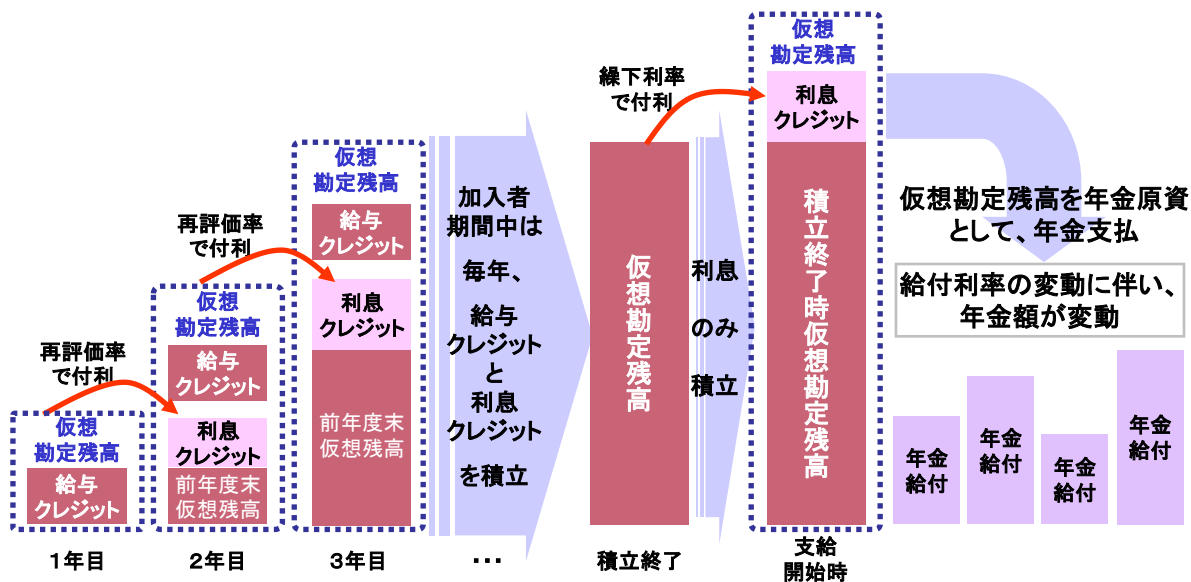 仮想
勘定残高
給与
クレジット
1年目
再評価率
で付利
仮想
勘定残高
給与
クレジット
利息
クレジット
前年度末
仮想残高
2年目
再評価率
で付利
仮想
勘定残高
給与
クレジット
利息
クレジット
前年度末
仮想残高
3年目
加入者
期間中は
毎年、
給与
クレジット
と
利息
クレジット
を積立
…
仮想勘定残高
積立終了
繰下利率
で付利
利息
のみ
積立
仮想
勘定残高
利息
クレジット
積立終了時仮想勘定残高
支給
開始時
仮想勘定残高を年金原資
として、年金支払
給付利率の変動に伴い、
年金額が変動
年金
給付
年金
給付
年金
給付
年金
給付